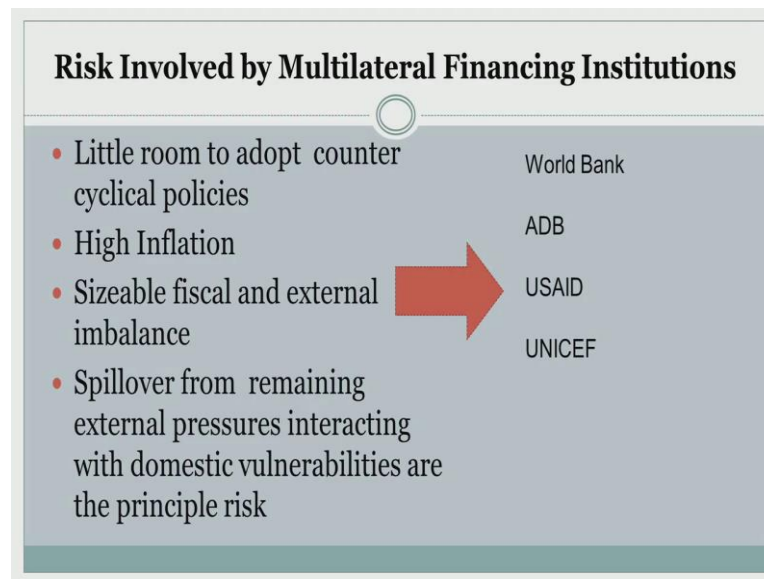 Risk Involved by Multilateral Financing Institutions
Little room to adopt counter
cyclical policies
High Inflation
Sizeable fiscal and external
imbalance
Spillover from remaining
external pressures interacting
with domestic vulnerabilities are
the principle risk
World Bank
ADB
USAID
UNICEF